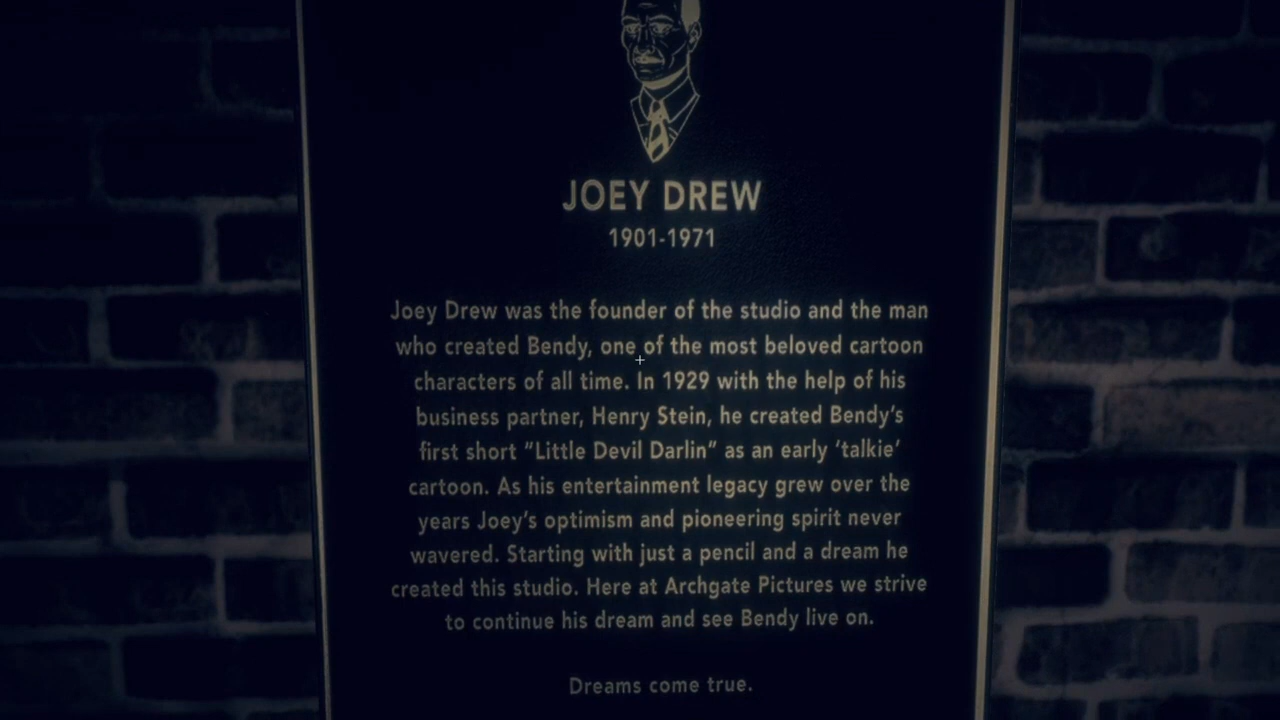 JOEY DREW
1901-1971
Joey Drew was the founder of the studio and the man
who created Bendy, one of the most beloved cartoon
characters of all time. In 1929 with the help of his
business partner, Henry Stein, he created Bendy's
first short "Little Devil Darlin" as an early 'talkie'
cartoon. As his entertainment legacy grew over the
years Joey's optimism and pioneering spirit never
wavered. Starting with just a pencil and a dream he
created this studio. Here at Archgate Pictures we strive
to continue his dream and see Bendy live on.
Dreams come true.